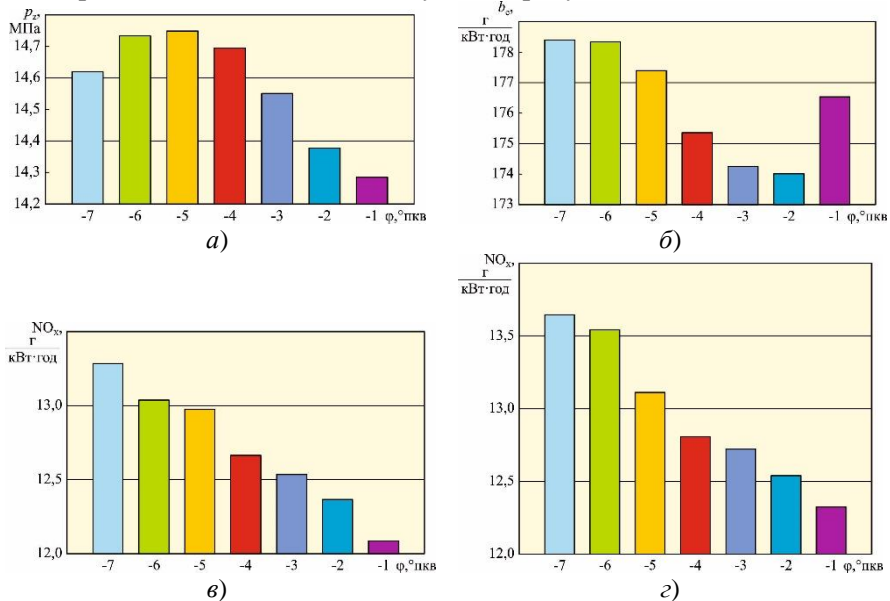 p_z,
МПа
14,7
14,6
14,5
14,4
14,3
14,2
-7 -6 -5 -4 -3 -2 -1 φ,°пкв
а)
b_e,
г
кВт·год
178
177
176
175
174
173
-7 -6 -5 -4 -3 -2 -1 φ,°пкв
б)
NOx,
г
кВт·год
13,0
12,5
12,0
-7 -6 -5 -4 -3 -2 -1 φ,°пкв
в)
NOx,
г
кВт·год
13,5
13,0
12,5
12,0
-7 -6 -5 -4 -3 -2 -1 φ,°пкв
г)